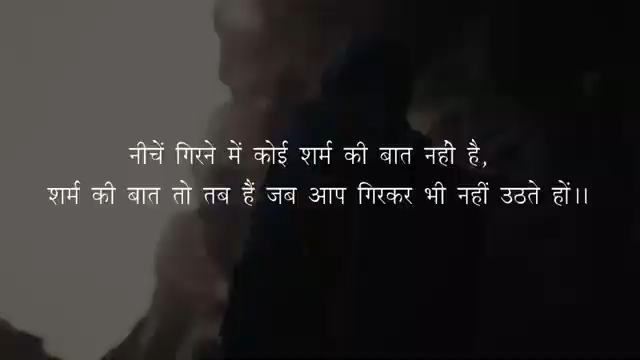 नीचें गिरने में कोई शर्म की बात नहीं है,
शर्म की बात तो तब हैं जब आप गिरकर भी नहीं उठते हों।।